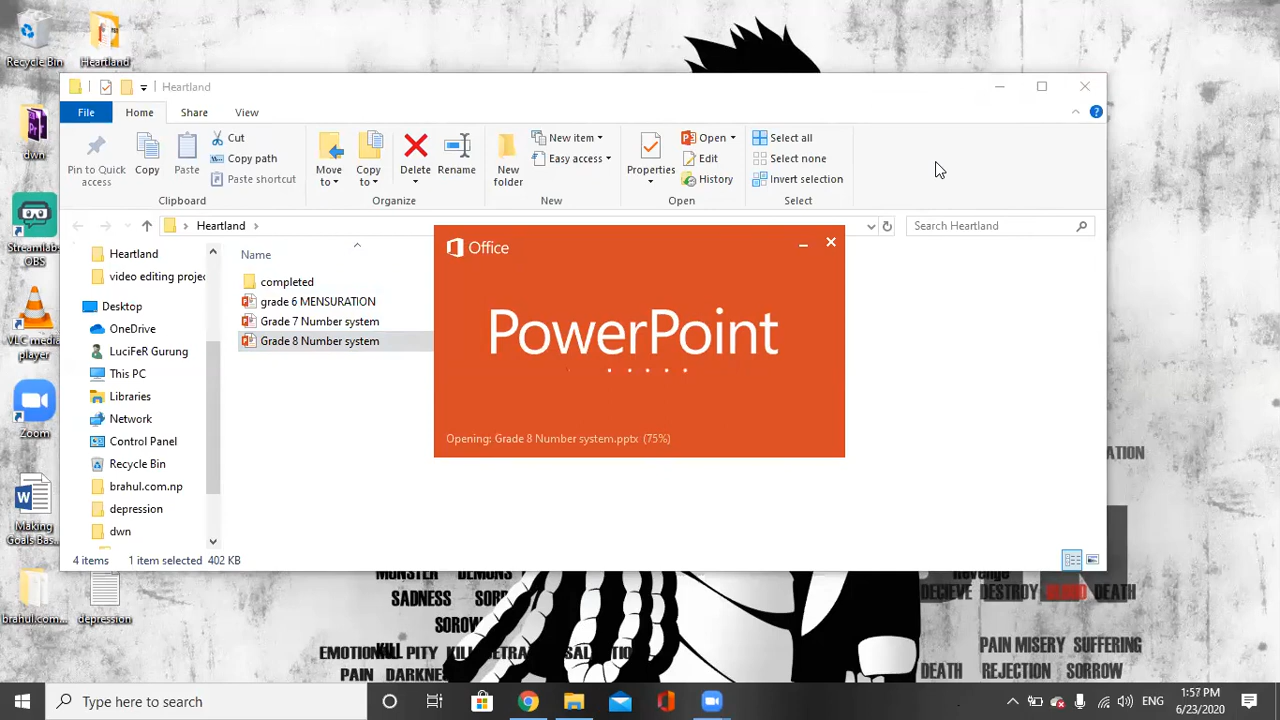 Recycle Bin
Heartland
Heartland
File
Home
Share
View
Pin to Quick
access
Copy
Paste
Cut
Copy path
Paste shortcut
Clipboard
Move
to
Copy
to
Delete
Rename
Organize
New
folder
New item
Easy access
New
Properties
Open
Edit
History
Open
Select all
Select none
Invert selection
Select
Heartland
Search Heartland
dwn
Streamlabs
OBS
VLC media
player
Zoom
Making
Goals Bas...
brahul.com...
depression
Heartland
video editing projec
Desktop
OneDrive
LuciFeR Gurung
This PC
Libraries
Network
Control Panel
Recycle Bin
brahul.com.np
depression
dwn
Name
completed
grade 6 MENSURATION
Grade 7 Number system
Grade 8 Number system
Office
PowerPoint
Opening: Grade 8 Number system.pptx (75%)
4 items
1 item selected 402 KB
ATION
MONSTER DEMONS
SADNESS
SOROW
KILL
EMOTIONAL PITY
PAIN
Revenge
DECIEVE DESTROY BLOOD DEATH
PAIN MISERY SUFFERING
DEATH REJECTION SORROW
Type here to search
ENG
1:57 PM
6/23/2020